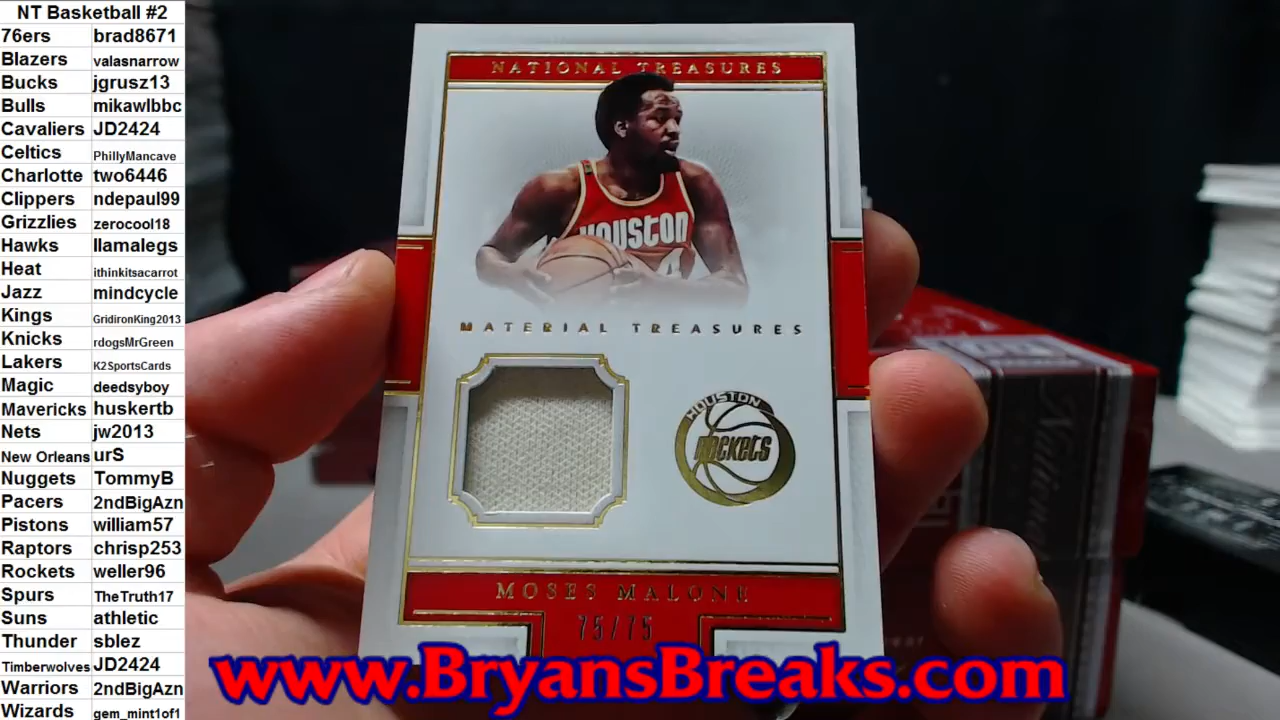 NT Basketball #2
76ers brad8671
Blazers valasnarrow
Bucks jgrusz13
Bulls mikawlbbc
Cavaliers JD2424
Celtics PhillyMancave
Charlotte two6446
Clippers ndepaul99
Grizzlies zerocool18
Hawks llamalegs
Heat ithinkitsacarrot
Jazz mindcycle
Kings GridironKing2013
Knicks rdogsMrGreen
Lakers K2SportsCards
Magic deedsyboy
Mavericks huskertb
Nets jw2013
New Orleans urS
Nuggets TommyB
Pacers 2ndBigAzn
Pistons william57
Raptors chrisp253
Rockets weller96
Spurs TheTruth17
Suns athletic
Thunder sblez
Timberwolves JD2424
Warriors 2ndBigAzn
Wizards gem_mint1of1
NATIONAL TREASURES
HOUSTON
MATERIAL TREASURES
HOUSTON
ROCKETS
MOSES MALONE
75/75
www.BryansBreaks.com